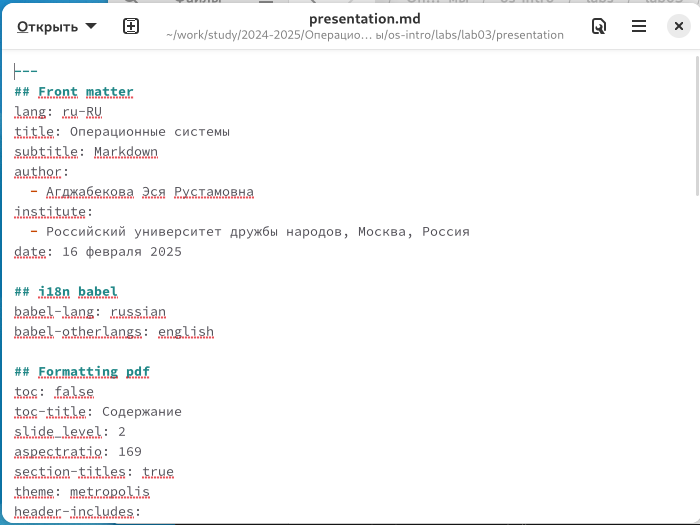 Открыть
presentation.md
~/work/study/2024-2025/Операцио… ы/os-intro/labs/lab03/presentation
---
## Front matter
lang: ru-RU
title: Операционные системы
subtitle: Markdown
author:
  - Агджабекова Эся Рустамовна
institute:
  - Российский университет дружбы народов, Москва, Россия
date: 16 февраля 2025
## i18n babel
babel-lang: russian
babel-otherlangs: english
## Formatting pdf
toc: false
toc-title: Содержание
slide_level: 2
aspectratio: 169
section-titles: true
theme: metropolis
header-includes: